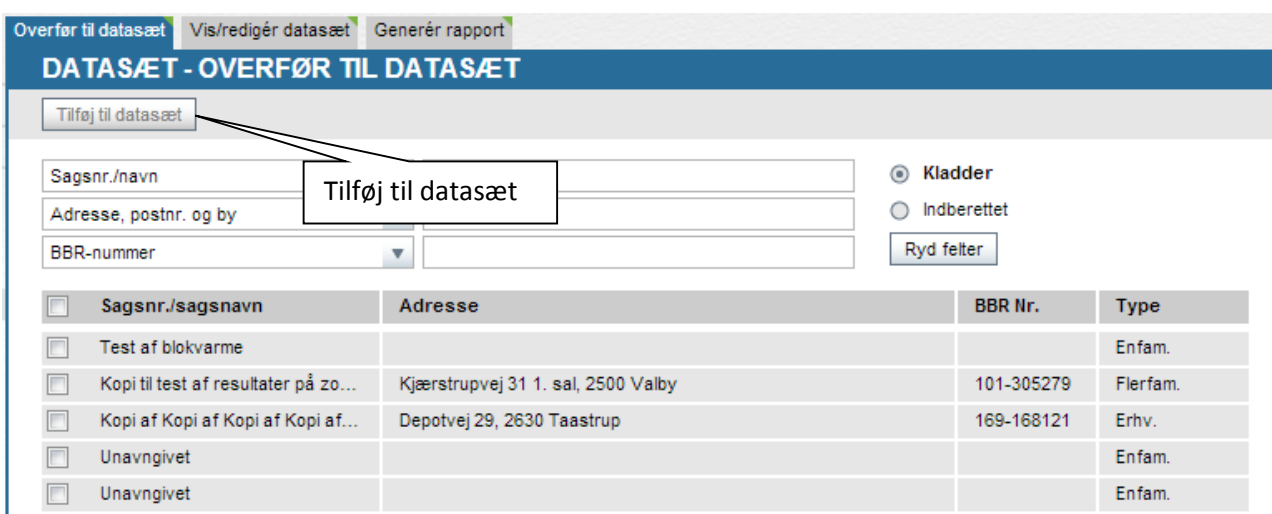 Overfør til datasæt Vis/redigér datasæt Generér rapport
DATASÆT - OVERFØR TIL DATASÆT
Tilføj til datasæt
Tilføj til datasæt
Sagsnr./navn
Adresse, postnr. og by
BBR-nummer
Kladder
Indberettet
Ryd felter
Sagsnr./sagsnavn Adresse BBR Nr. Type
Test af blokvarme Enfam.
Kopi til test af resultater på zo... Kjærstrupvej 31 1. sal, 2500 Valby 101-305279 Flerfam.
Kopi af Kopi af Kopi af Kopi af... Depotvej 29, 2630 Taastrup 169-168121 Erhv.
Unavngivet Enfam.
Unavngivet Enfam.